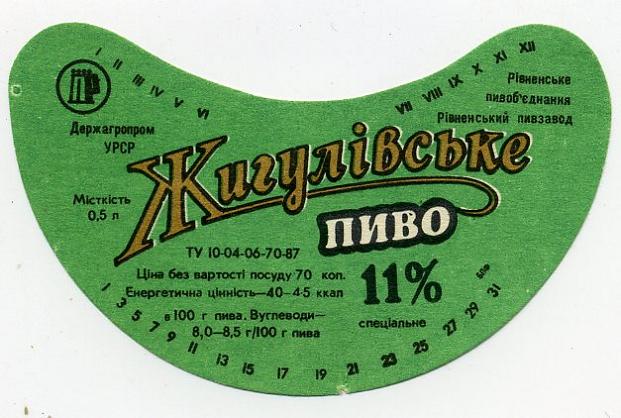 I II III IV V VI
VII VIII IX X XI XII
Держагропром
УРСР
Рівненське
пивоб'єднання
Рівненський пивзавод
Жигулівське
пиво
Місткість
0,5 л
ТУ 10-04-06-70-87
Ціна без вартості посуду 70 коп.
Енергетична цінність—40—45 ккал
в 100 г пива. Вуглеводи—
8,0—8,5 г/100 г пива
11%
спеціальне
1 3 5 7 9 11 13 15 17 19 21 23 25 27 29 31